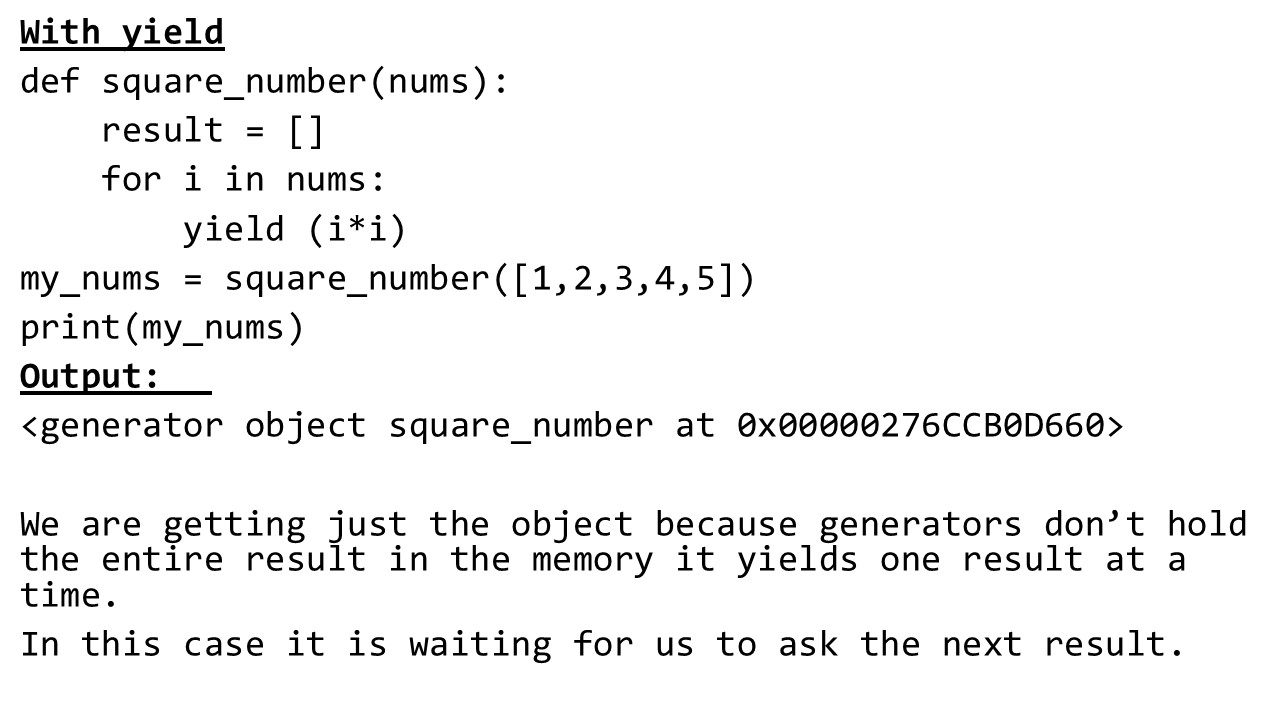 With yield
def square_number(nums):
    result = []
    for i in nums:
        yield (i*i)
my_nums = square_number([1,2,3,4,5])
print(my_nums)
Output:
<generator object square_number at 0x00000276CCB0D660>
We are getting just the object because generators don’t hold
the entire result in the memory it yields one result at a
time.
In this case it is waiting for us to ask the next result.